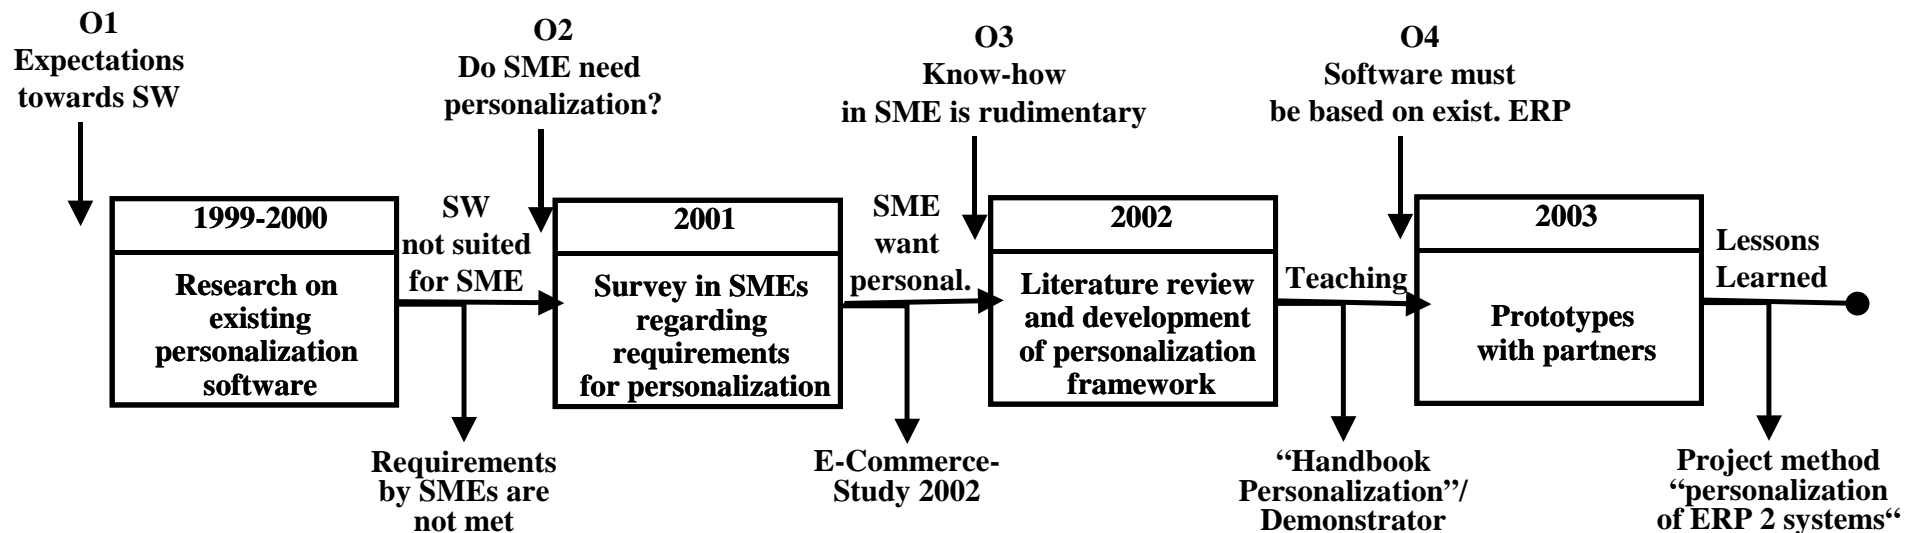 O1
Expectations
towards SW
O2
Do SME need
personalization?
O3
Know-how
in SME is rudimentary
O4
Software must
be based on exist. ERP
1999-2000
Research on
existing
personalization
software
SW
not suited
for SME
2001
Survey in SMEs
regarding
requirements
for personalization
SME
want
personal.
2002
Literature review
and development
of personalization
framework
Teaching
2003
Prototypes
with partners
Lessons
Learned
Requirements
by SMEs are
not met
E-Commerce-
Study 2002
“Handbook
Personalization”/
Demonstrator
Project method
“personalization
of ERP 2 systems“